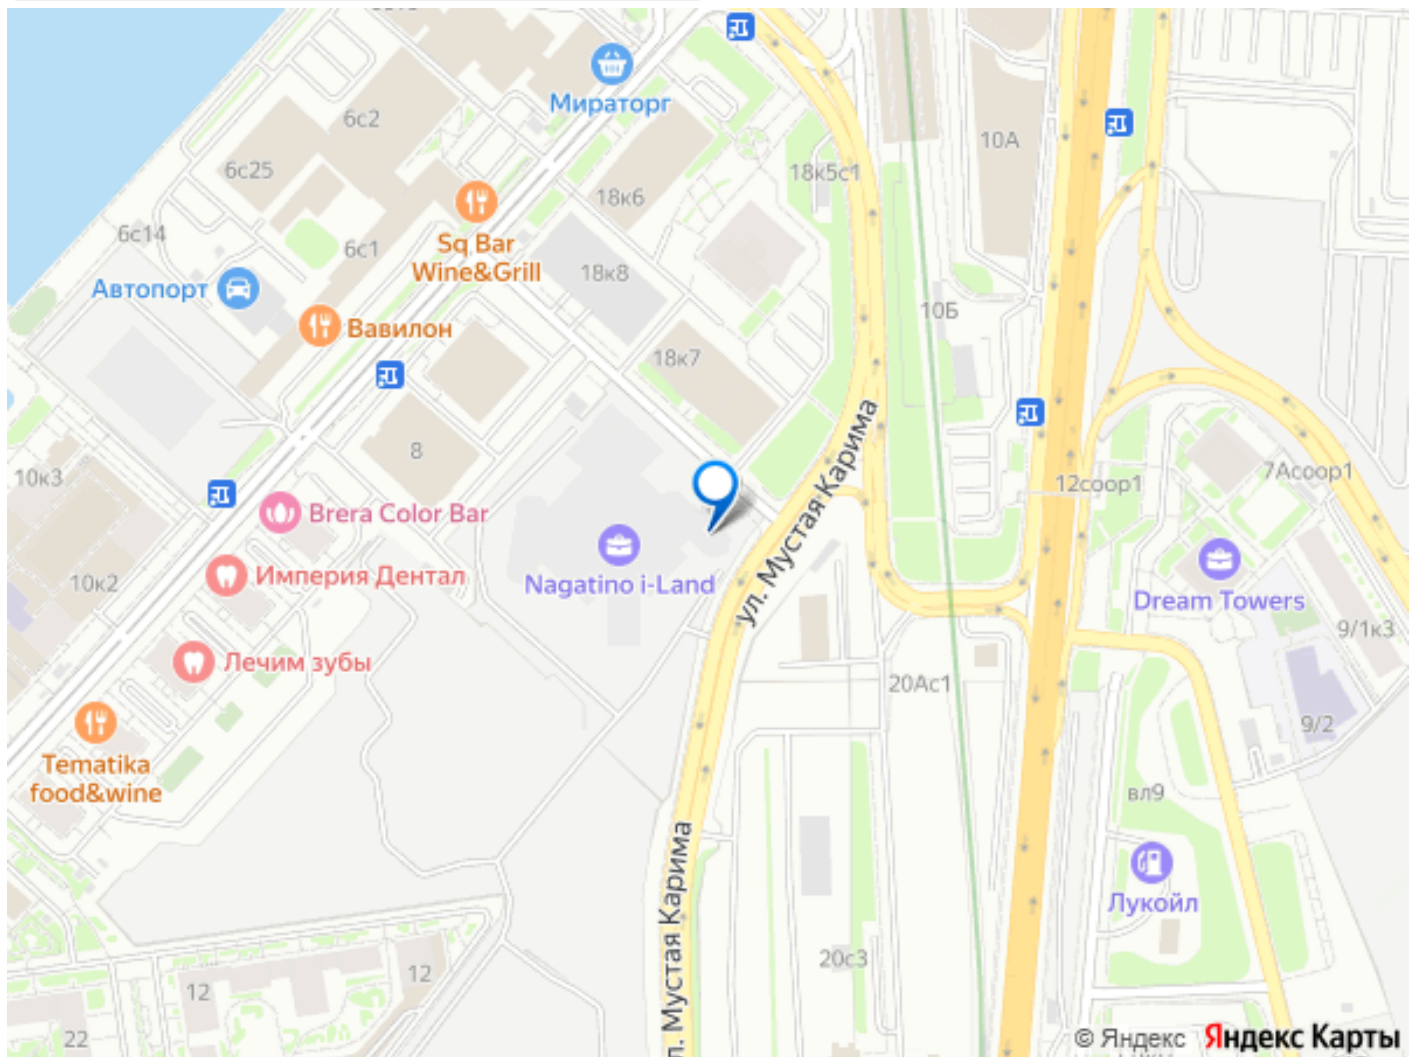 6с2
Мираторг
10А
6с25
18к5с1
18к6
6с14
6с1
Sq Bar
Wine&Grill
18к8
Автопорт
10Б
Вавилон
18к7
8
ул. Мустая Карима
10к3
7Асоор1
12соор1
Brera Color Bar
10к2
Империя Дентал
Nagatino i-Land
Dream Towers
9/1к3
Лечим зубы
20Ас1
9/2
Tematika
food&wine
вл9
ул. Мустая Карима
Лукойл
20с3
12
12
22
© Яндекс Яндекс Карты